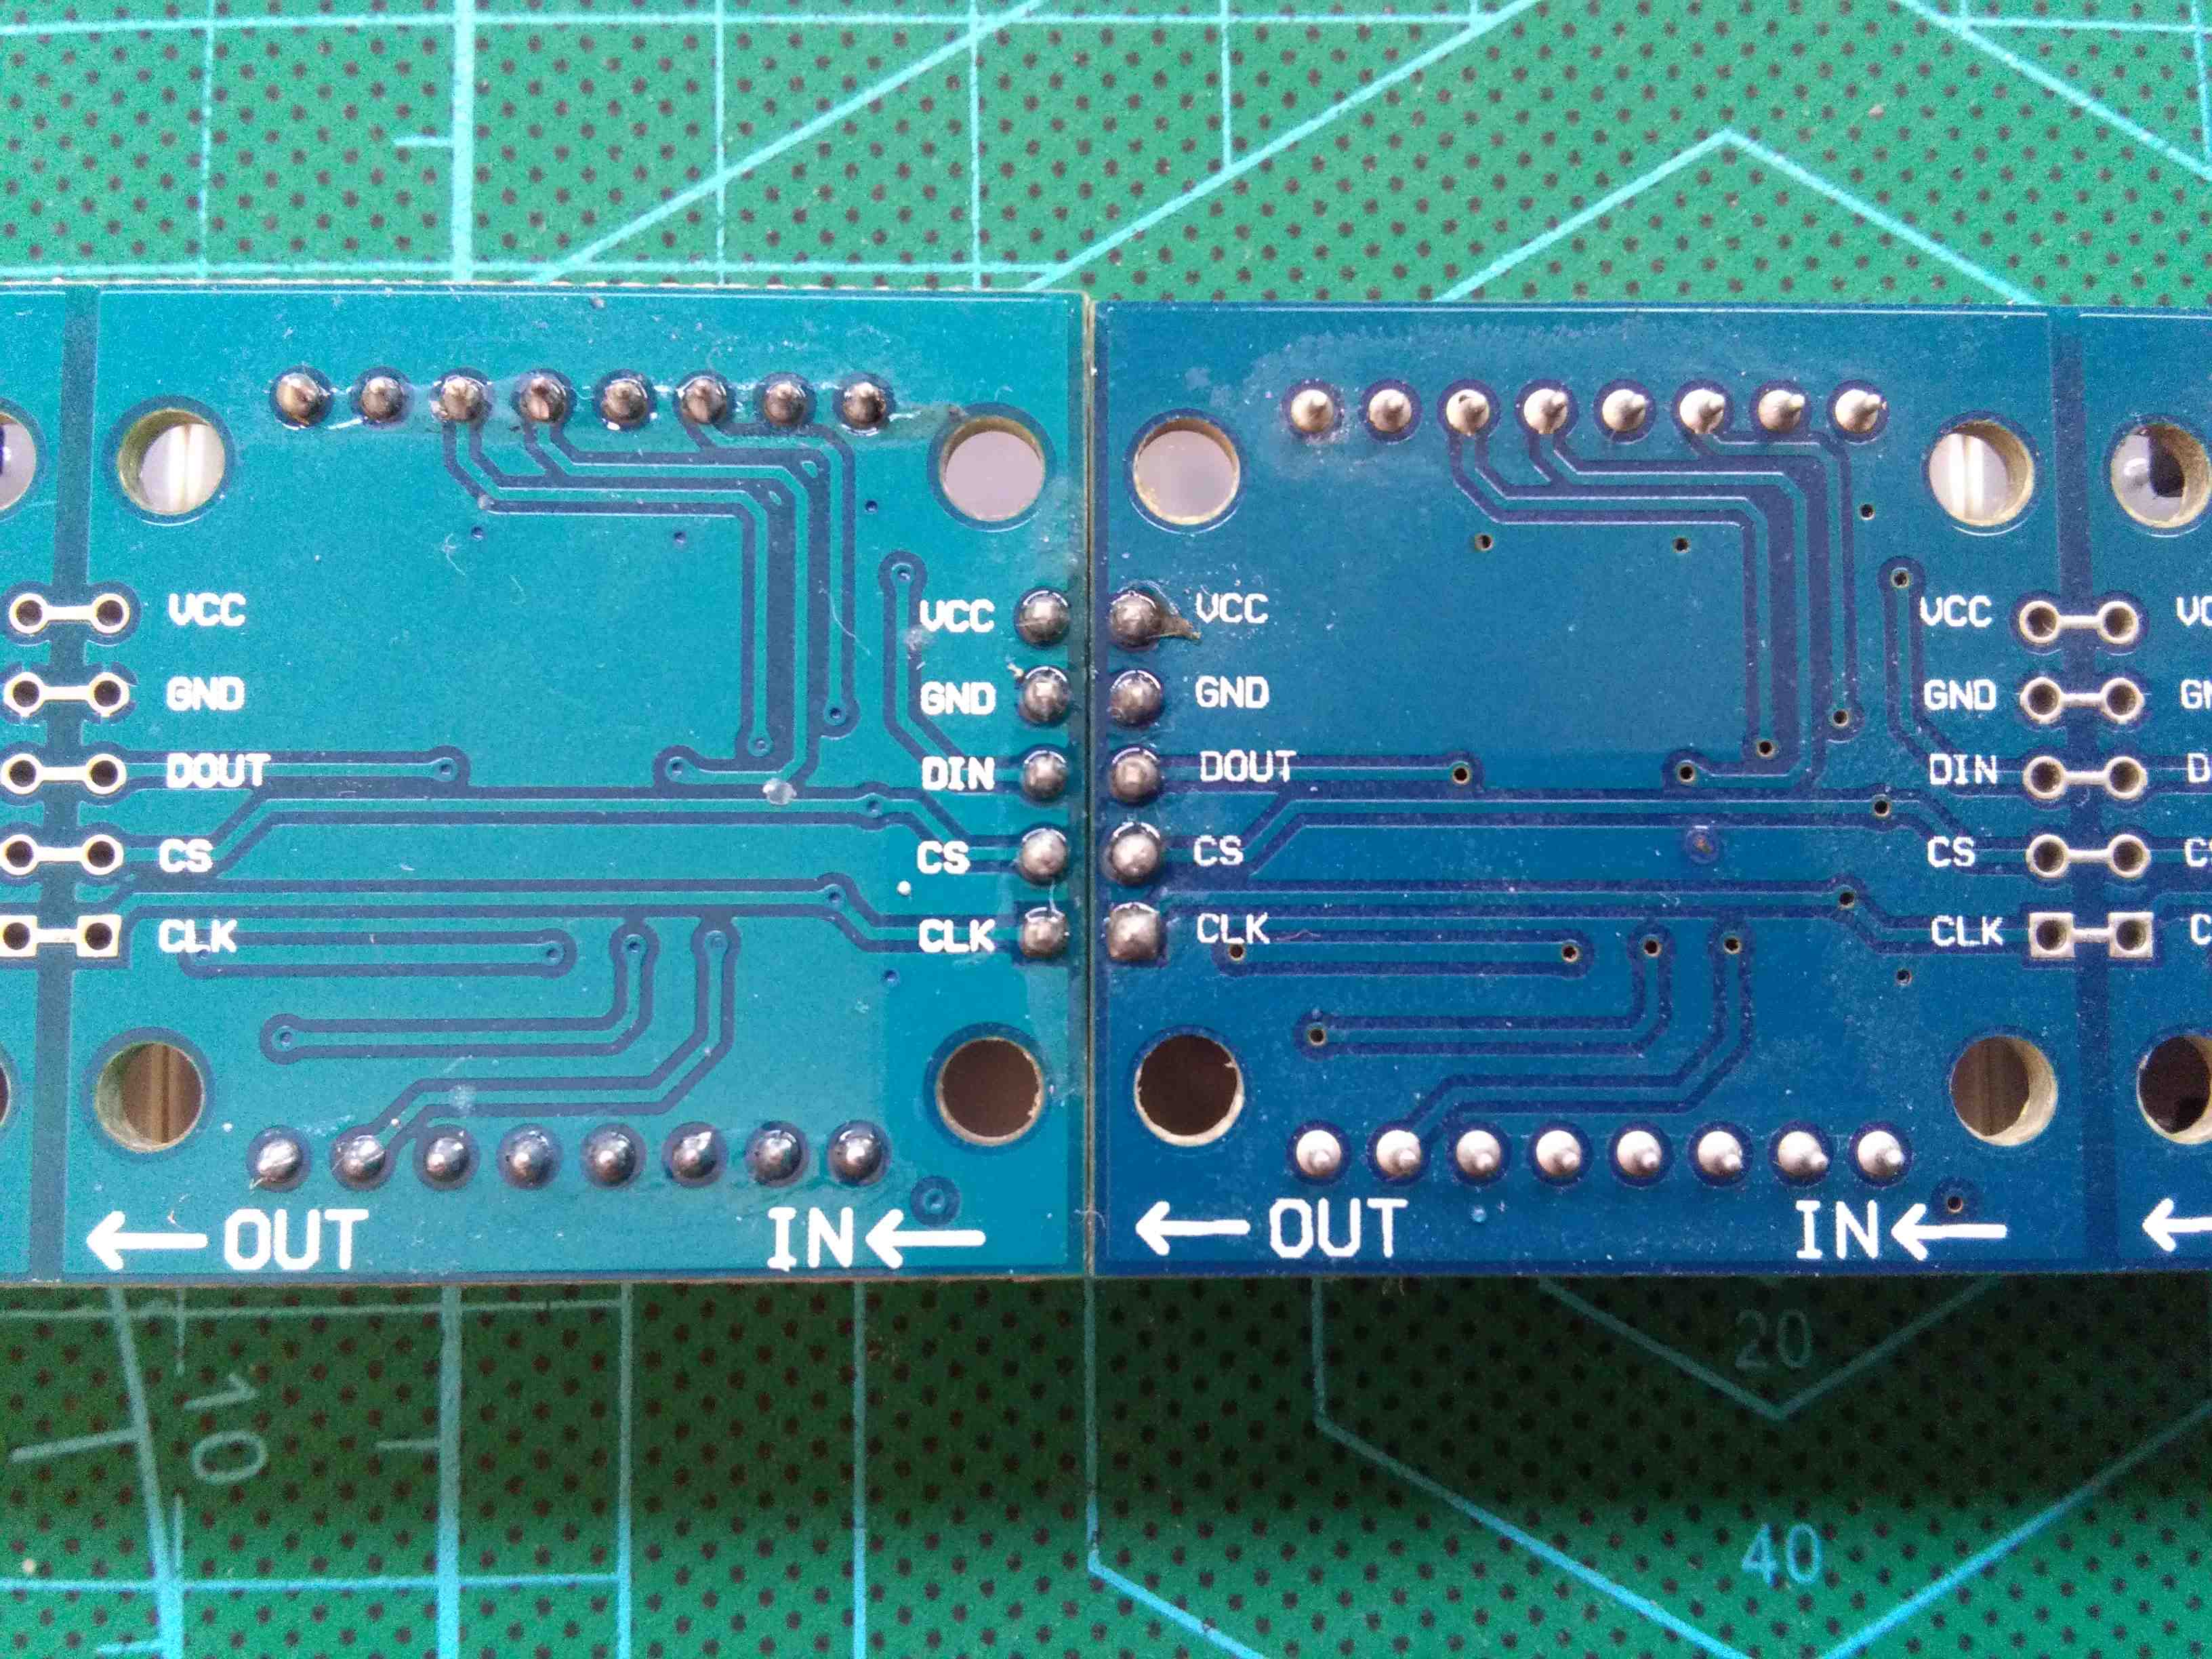 VCC VCC VCC VCC
GND GND GND GND
DOUT DIN DOUT DIN
CS CS CS CS
CLK CLK CLK CLK
←OUT IN← ←OUT IN← ←
10
20
40